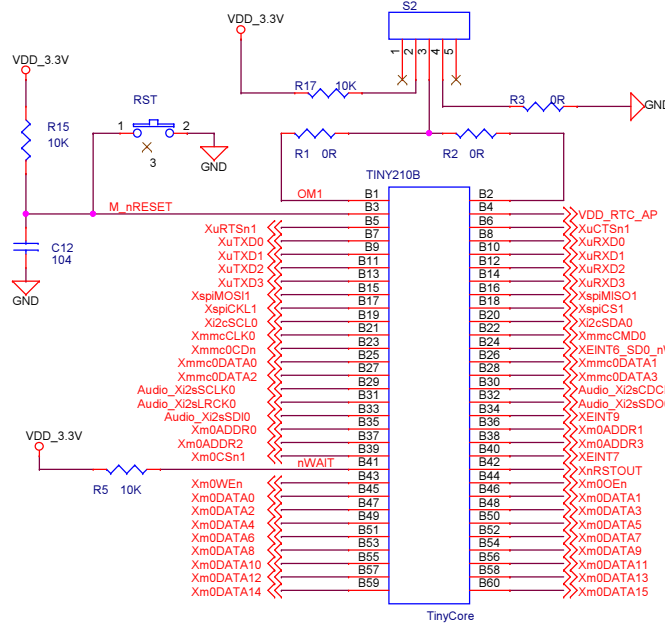 S2
VDD_3.3V
1 2 3 4 5
VDD_3.3V
R17 10K
R3 0R
GND
RST
R15
10K
1 2
3
GND
R1 0R
R2 0R
TINY210B
OM1 B1 B2
M_nRESET B3 B4 VDD_RTC_AP
XuRTSn1 B5 B6 XuCTSn1
XuTXD0 B7 B8 XuRXD0
C12
104
XuTXD1 B9 B10 XuRXD1
XuTXD2 B11 B12 XuRXD2
XuTXD3 B13 B14 XuRXD3
GND
XspiMOSI1 B15 B16 XspiMISO1
XspiCKL1 B17 B18 XspiCS1
Xi2cSCL0 B19 B20 Xi2cSDA0
XmmcCLK0 B21 B22 XmmcCMD0
Xmmc0CDn B23 B24 XEINT6_SD0_nW
Xmmc0DATA0 B25 B26 Xmmc0DATA1
Xmmc0DATA2 B27 B28 Xmmc0DATA3
Audio_Xi2sSCLK0 B29 B30 Audio_Xi2sCDCL
Audio_Xi2sLRCK0 B31 B32 Audio_Xi2sSDO
Audio_Xi2sSDI0 B33 B34 XEINT9
Xm0ADDR0 B35 B36 Xm0ADDR1
Xm0ADDR2 B37 B38 Xm0ADDR3
VDD_3.3V
Xm0CSn1 B39 B40 XEINT7
nWAIT B41 B42 XnRSTOUT
R5 10K
Xm0WEn B43 B44 Xm0OEn
Xm0DATA0 B45 B46 Xm0DATA1
Xm0DATA2 B47 B48 Xm0DATA3
Xm0DATA4 B49 B50 Xm0DATA5
Xm0DATA6 B51 B52 Xm0DATA7
Xm0DATA8 B53 B54 Xm0DATA9
Xm0DATA10 B55 B56 Xm0DATA11
Xm0DATA12 B57 B58 Xm0DATA13
Xm0DATA14 B59 B60 Xm0DATA15
TinyCore